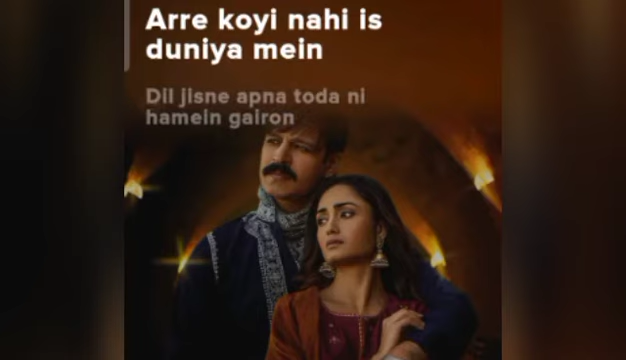 Arre koyi nahi is
duniya mein
Dil jisne apna toda ni
hamein gairon